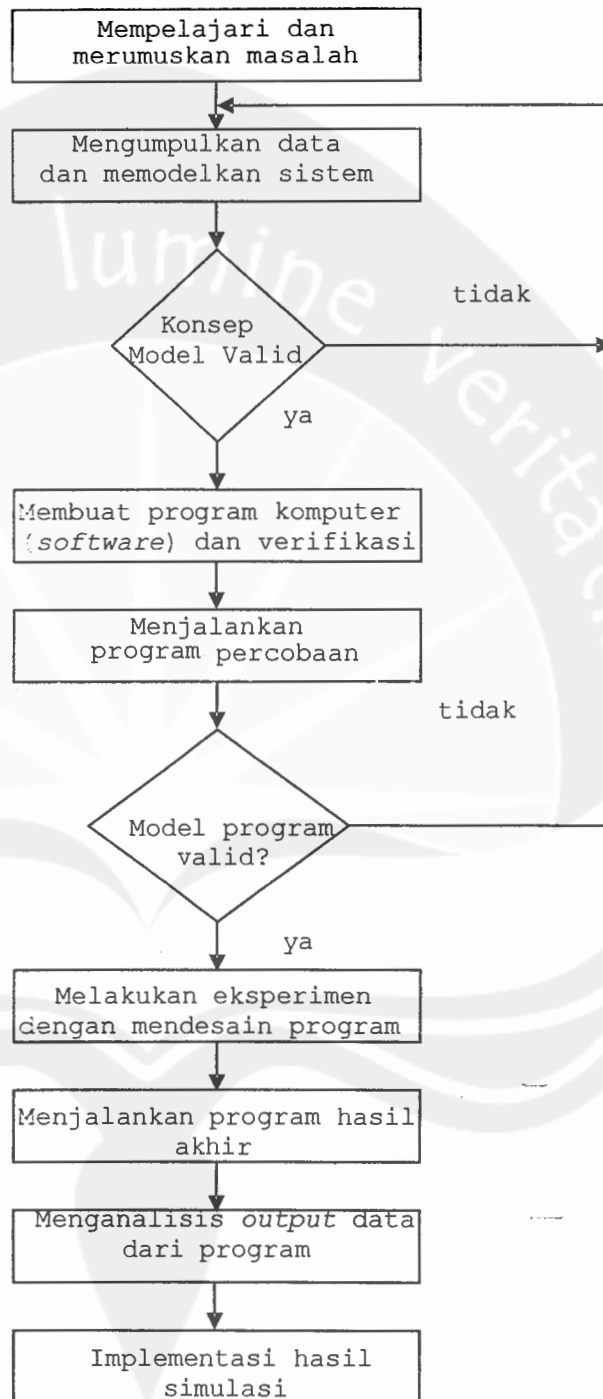 Mempelajari dan
merumuskan masalah
Mengumpulkan data
dan memodelkan sistem
tidak
Konsep
Model Valid
ya
Membuat program komputer
(software) dan verifikasi
Menjalankan
program percobaan
tidak
Model program
valid?
ya
Melakukan eksperimen
dengan mendesain program
Menjalankan program hasil
akhir
Menganalisis output data
dari program
Implementasi hasil
simulasi
lumine